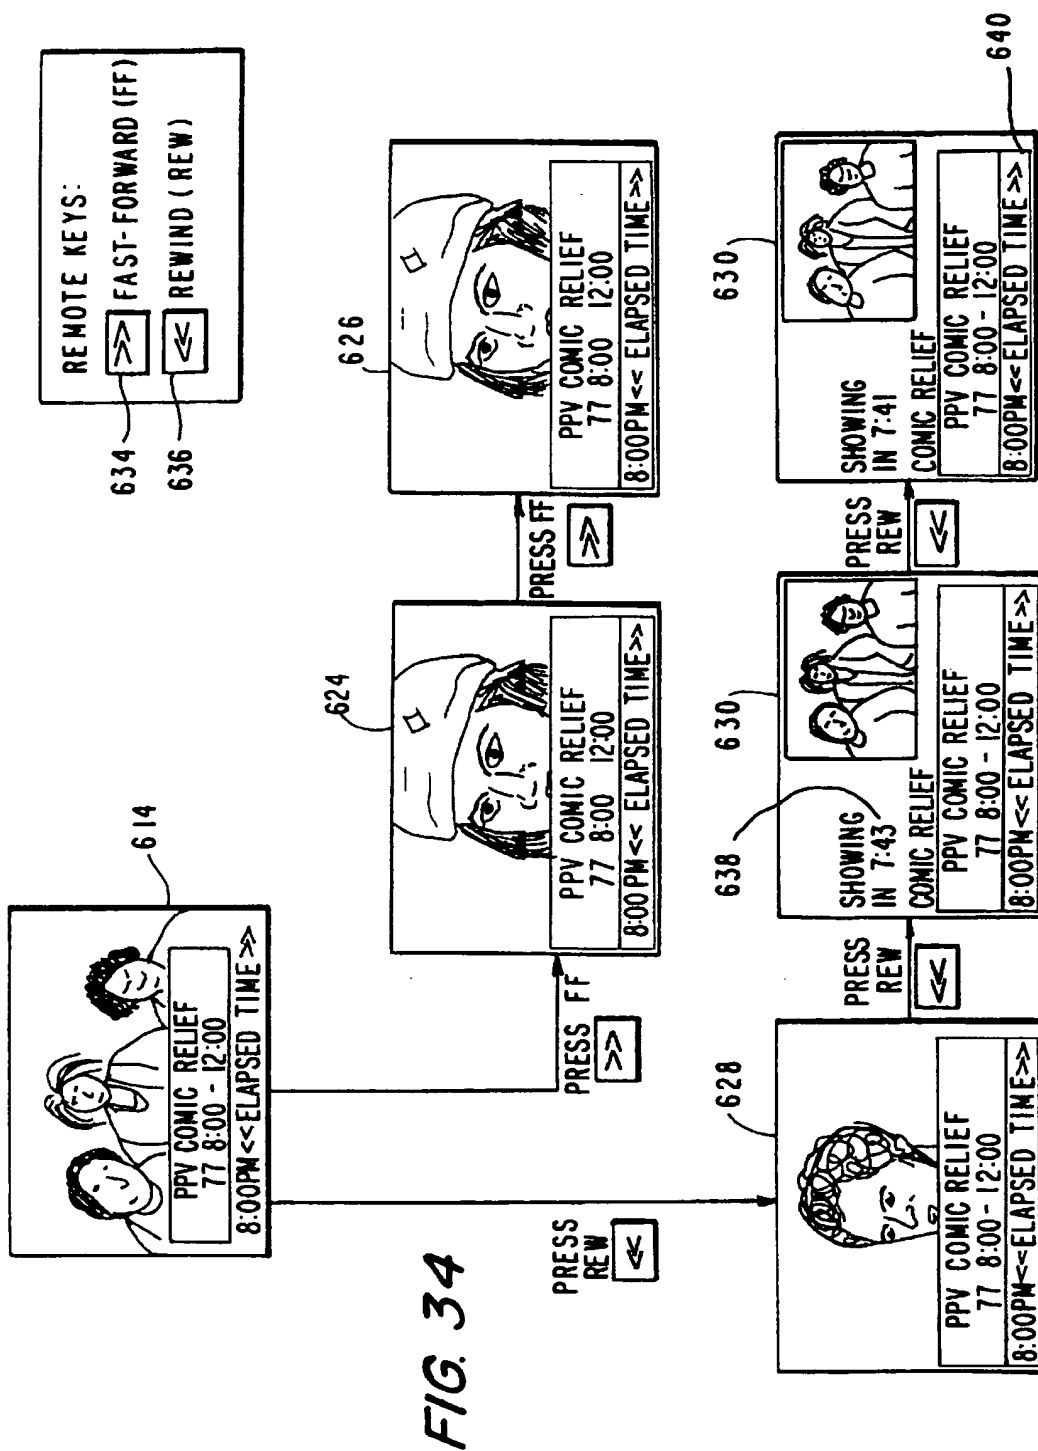 REMOTE KEYS:
634
>> FAST-FORWARD (FF)
636
<< REWIND (REW)
614
PPV COMIC RELIEF
77 8:00 - 12:00
8:00PM<<ELAPSED TIME>>
PRESS FF
>>
624
PPV COMIC RELIEF
77 8:00 12:00
8:00PM<< ELAPSED TIME>>
PRESS FF
>>
626
PPV COMIC RELIEF
77 8:00 12:00
8:00PM<< ELAPSED TIME>>
PRESS
REW
<<
628
PPV COMIC RELIEF
77 8:00 - 12:00
8:00PM<<ELAPSED TIME>>
PRESS
REW
<<
638
630
SHOWING
IN 7:43
COMIC RELIEF
PPV COMIC RELIEF
77 8:00 - 12:00
8:00PM<<ELAPSED TIME>>
PRESS
REW
<<
630
SHOWING
IN 7:41
COMIC RELIEF
PPV COMIC RELIEF
77 8:00 - 12:00
8:00PM<<ELAPSED TIME>>
640
FIG. 34